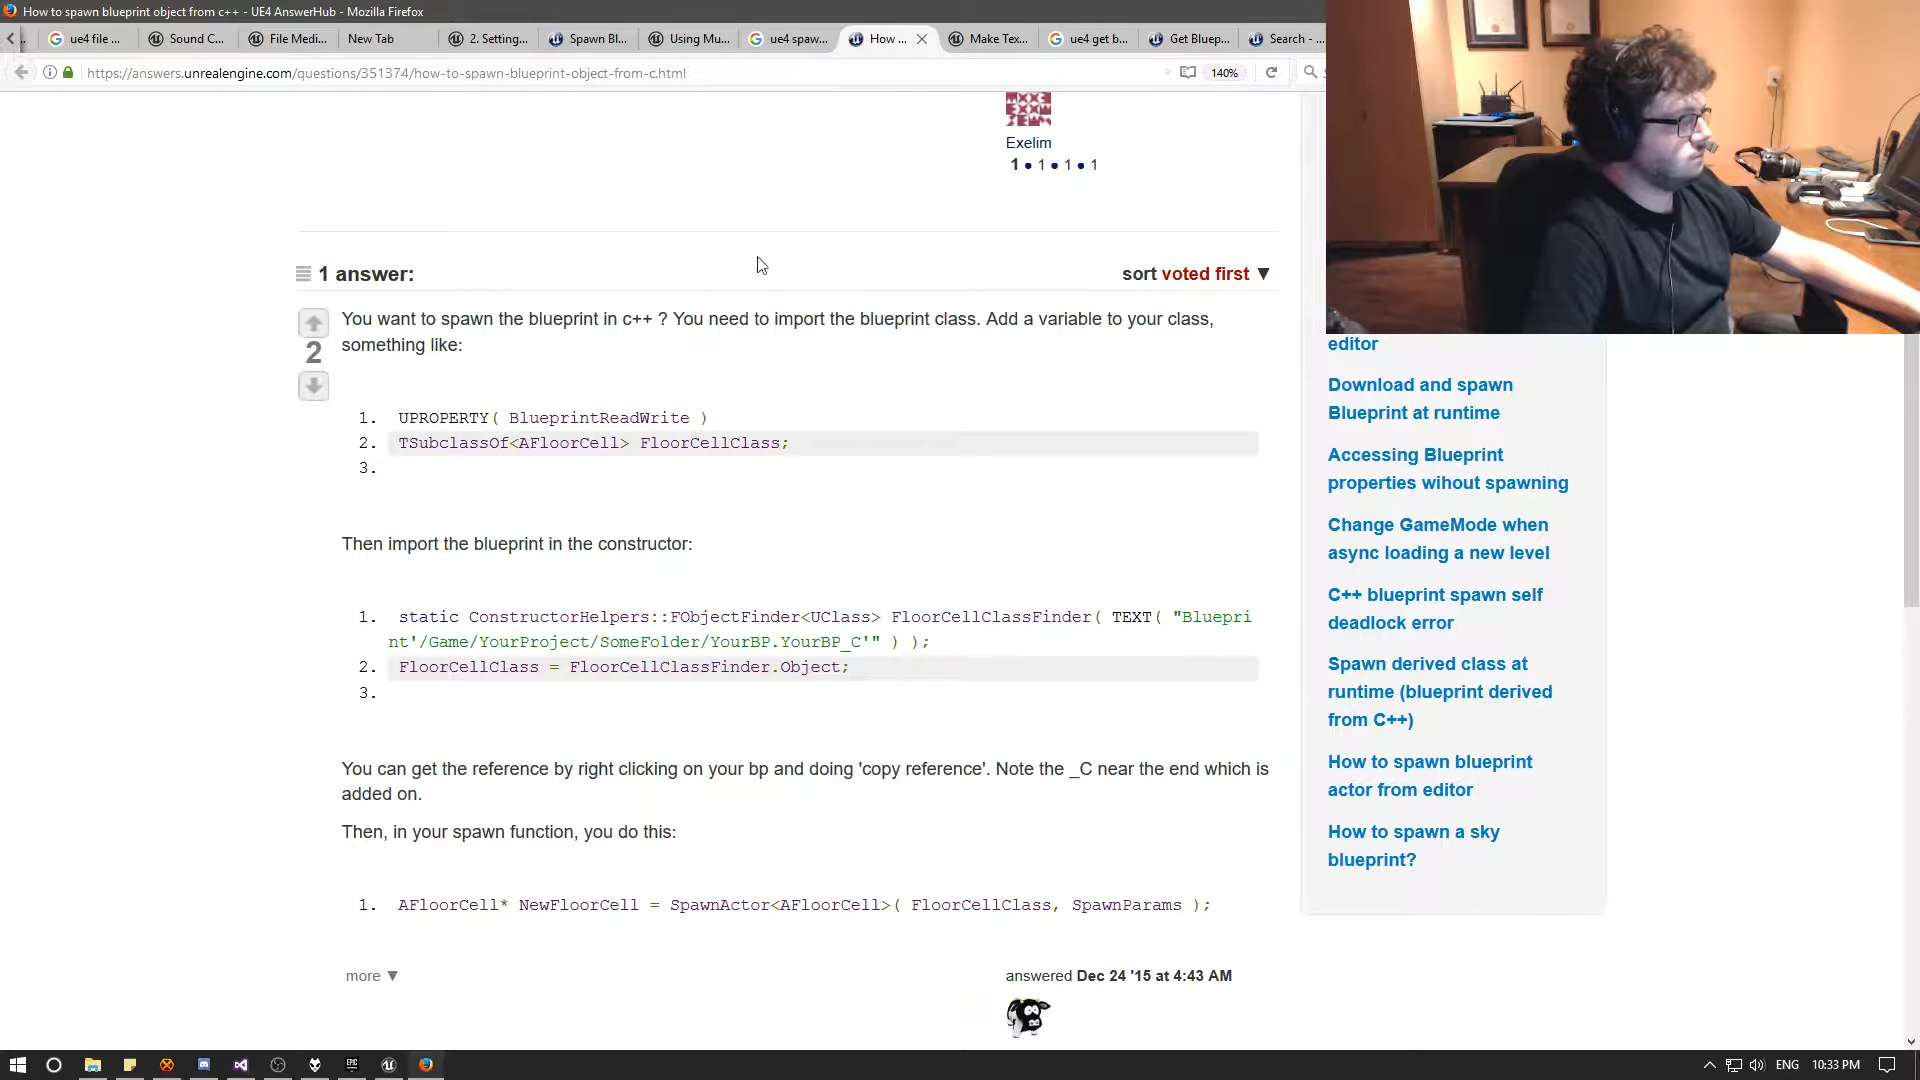 How to spawn blueprint object from c++ - UE4 AnswerHub - Mozilla Firefox
ue4 file ...
Sound C...
File Medi...
New Tab
2. Setting...
Spawn Bl...
Using Mu...
ue4 spaw...
How ...
Make Tex...
ue4 get b...
Get Bluep...
Search - ...
https://answers.unrealengine.com/questions/351374/how-to-spawn-blueprint-object-from-c.html
140%
Exelim
1 ● 1 ● 1 ● 1
1 answer:
sort voted first ▼
2
You want to spawn the blueprint in c++ ? You need to import the blueprint class. Add a variable to your class,
something like:
1. UPROPERTY( BlueprintReadWrite )
2. TSubclassOf<AFloorCell> FloorCellClass;
3.
Then import the blueprint in the constructor:
1. static ConstructorHelpers::FObjectFinder<UClass> FloorCellClassFinder( TEXT( "Bluepri
nt'/Game/YourProject/SomeFolder/YourBP.YourBP_C'" ) );
2. FloorCellClass = FloorCellClassFinder.Object;
3.
You can get the reference by right clicking on your bp and doing 'copy reference'. Note the _C near the end which is
added on.
Then, in your spawn function, you do this:
1. AFloorCell* NewFloorCell = SpawnActor<AFloorCell>( FloorCellClass, SpawnParams );
more ▼
answered Dec 24 '15 at 4:43 AM
editor
Download and spawn
Blueprint at runtime
Accessing Blueprint
properties wihout spawning
Change GameMode when
async loading a new level
C++ blueprint spawn self
deadlock error
Spawn derived class at
runtime (blueprint derived
from C++)
How to spawn blueprint
actor from editor
How to spawn a sky
blueprint?
EPIC
ENG
10:33 PM